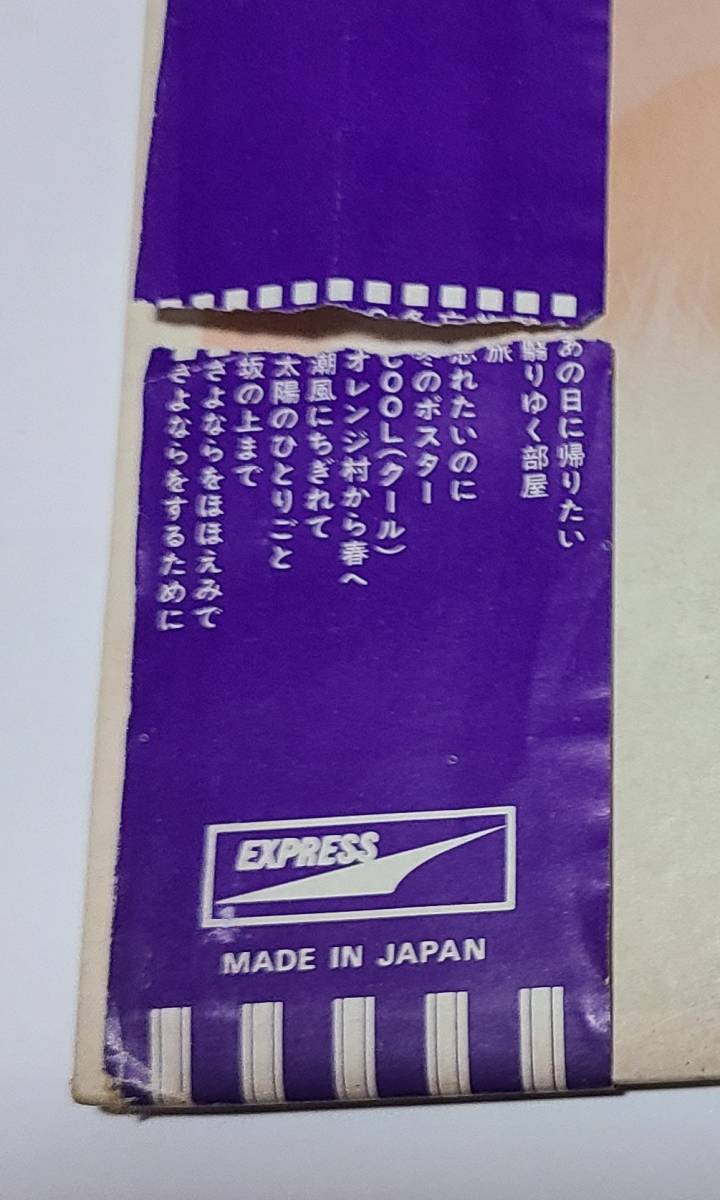 あの日に帰りたい
翳りゆく部屋
旅
忘れたいのに
冬のポスター
COOL(クール)
オレンジ村から春へ
潮風にちぎれて
太陽のひとりごと
坂の上まで
さよならをほほえみで
さよならをするために
EXPRESS
MADE IN JAPAN